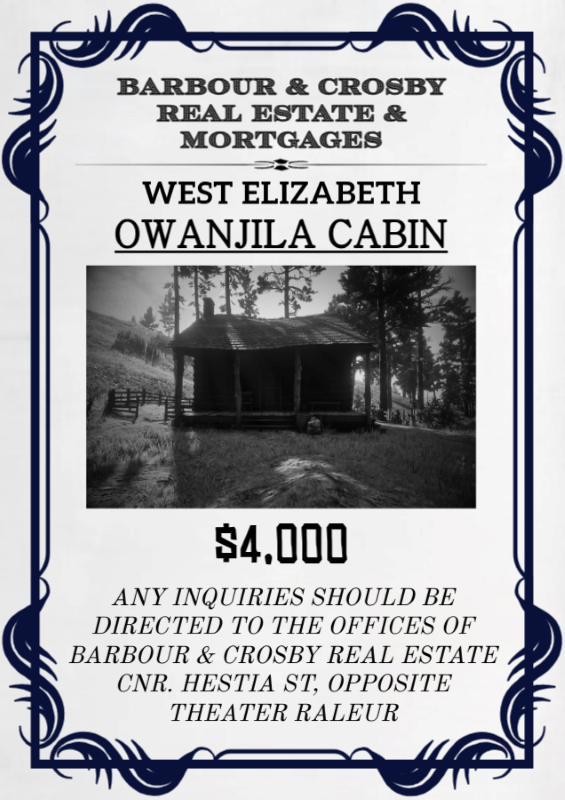 BARBOUR & CROSBY
REAL ESTATE &
MORTGAGES
WEST ELIZABETH
OWANJILA CABIN
$4,000
ANY INQUIRIES SHOULD BE
DIRECTED TO THE OFFICES OF
BARBOUR & CROSBY REAL ESTATE
CNR. HESTIA ST, OPPOSITE
THEATER RALEUR